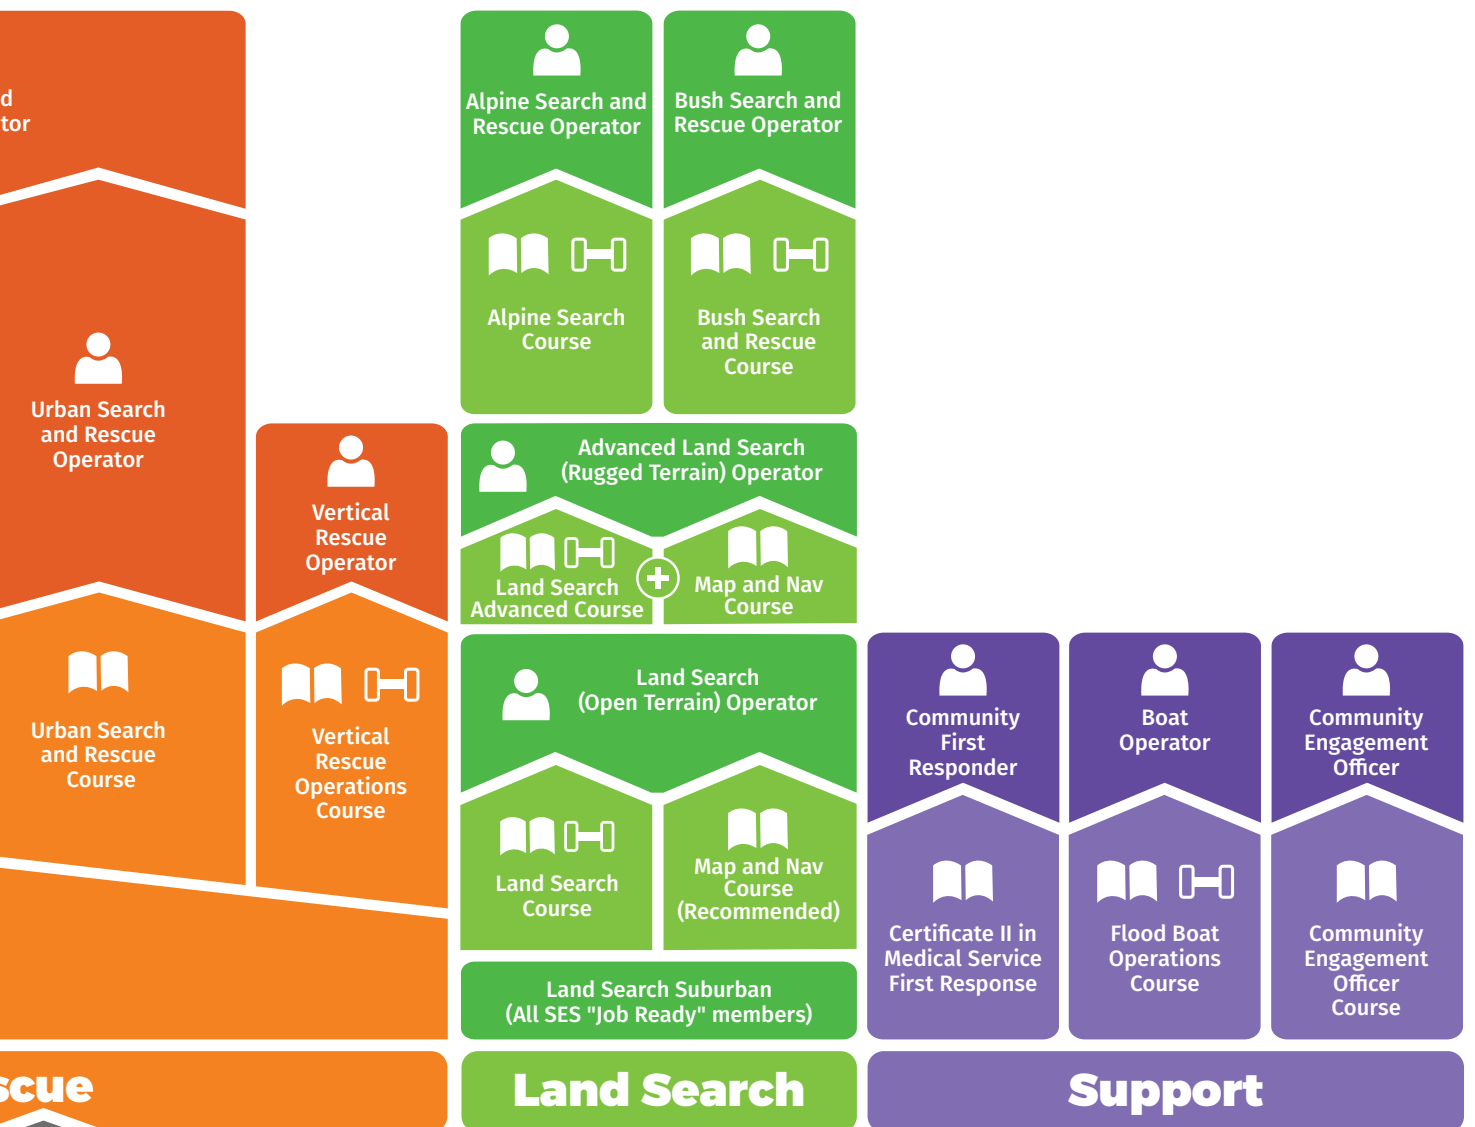 d
tor
Urban Search
and Rescue
Operator
Urban Search
and Rescue
Course
Vertical
Rescue
Operator
Vertical
Rescue
Operations
Course
scue
Alpine Search and
Rescue Operator
Alpine Search
Course
Bush Search and
Rescue Operator
Bush Search
and Rescue
Course
Advanced Land Search
(Rugged Terrain) Operator
Land Search
Advanced Course
+
Map and Nav
Course
Land Search
(Open Terrain) Operator
Land Search
Course
Map and Nav
Course
(Recommended)
Land Search Suburban
(All SES "Job Ready" members)
Land Search
Community
First
Responder
Certificate II in
Medical Service
First Response
Boat
Operator
Flood Boat
Operations
Course
Community
Engagement
Officer
Community
Engagement
Officer
Course
Support